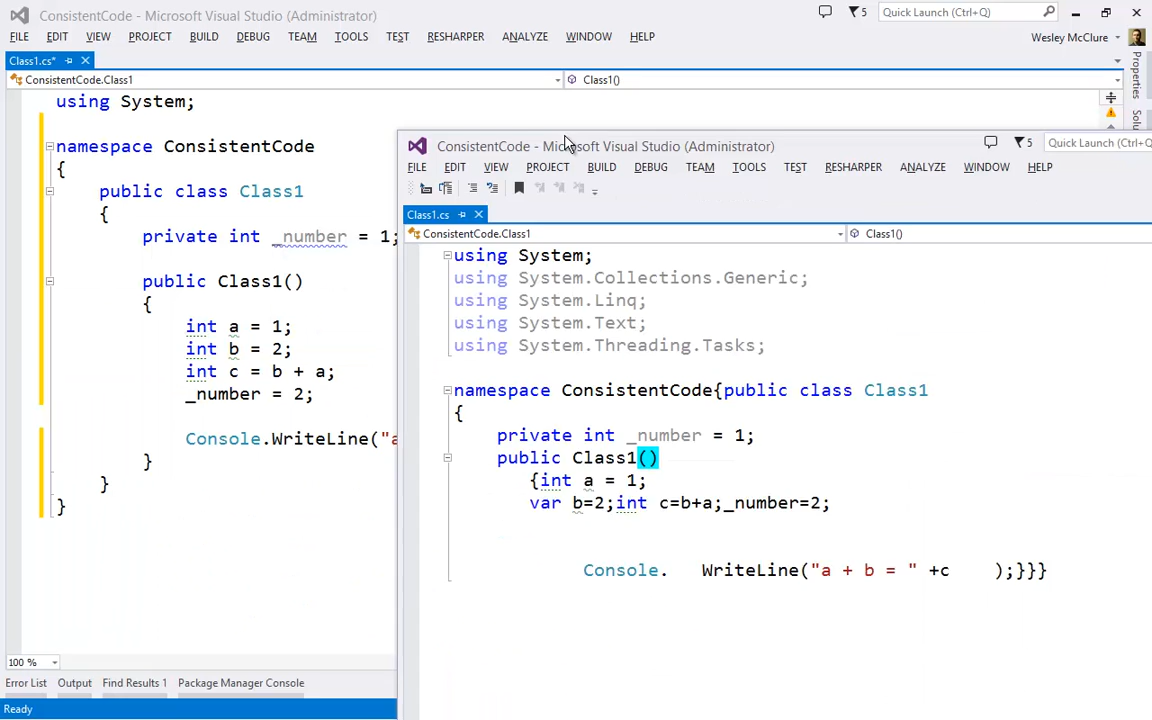 ConsistentCode - Microsoft Visual Studio (Administrator)
5
Quick Launch (Ctrl+Q)
FILE EDIT VIEW PROJECT BUILD DEBUG TEAM TOOLS TEST RESHARPER ANALYZE WINDOW HELP
Wesley McClure
Class1.cs*
ConsistentCode.Class1
Class1()
using System;
namespace ConsistentCode
{
public class Class1
{
private int _number = 1;
public Class1()
{
int a = 1;
int b = 2;
int c = b + a;
_number = 2;
Console.WriteLine("a
}
}
}
100 %
Error List Output Find Results 1 Package Manager Console
Ready
Properties
Solu
ConsistentCode - Microsoft Visual Studio (Administrator)
5
Quick Launch (Ctrl+Q
FILE EDIT VIEW PROJECT BUILD DEBUG TEAM TOOLS TEST RESHARPER ANALYZE WINDOW HELP
Class1.cs
ConsistentCode.Class1
Class1()
using System;
using System.Collections.Generic;
using System.Linq;
using System.Text;
using System.Threading.Tasks;
namespace ConsistentCode{public class Class1
{
private int _number = 1;
public Class1()
{int a = 1;
var b=2;int c=b+a;_number=2;
Console.   WriteLine("a + b = " +c    );}}}